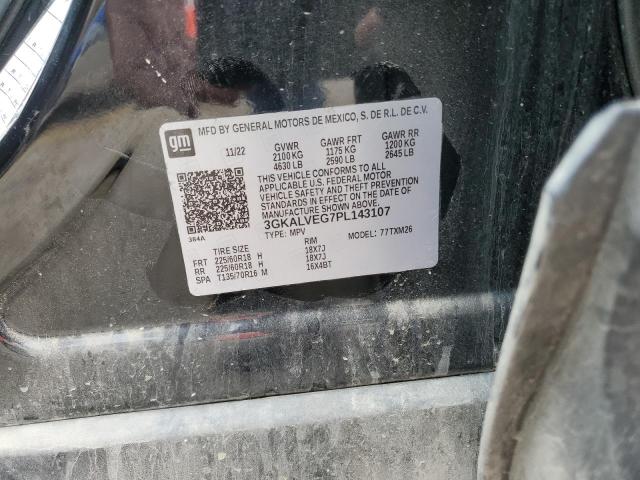 MFD BY GENERAL MOTORS DE MEXICO, S. DE R.L. DE C.V.
gm
11/22 GVWR GAWR FRT GAWR RR
2100 KG 1175 KG 1200 KG
4630 LB 2590 LB 2645 LB
THIS VEHICLE CONFORMS TO ALL
APPLICABLE U.S. FEDERAL MOTOR
VEHICLE SAFETY AND THEFT PREVENTION
STANDARDS IN EFFECT ON THE DATE OF
MANUFACTURE SHOWN ABOVE.
3GKALVEG7PL143107
384A
TYPE: MPV MODEL: 77TXM26
TIRE SIZE RIM
FRT 225/60R18 H 18X7J
RR 225/60R18 H 18X7J
SPA T135/70R16 M 16X4BT